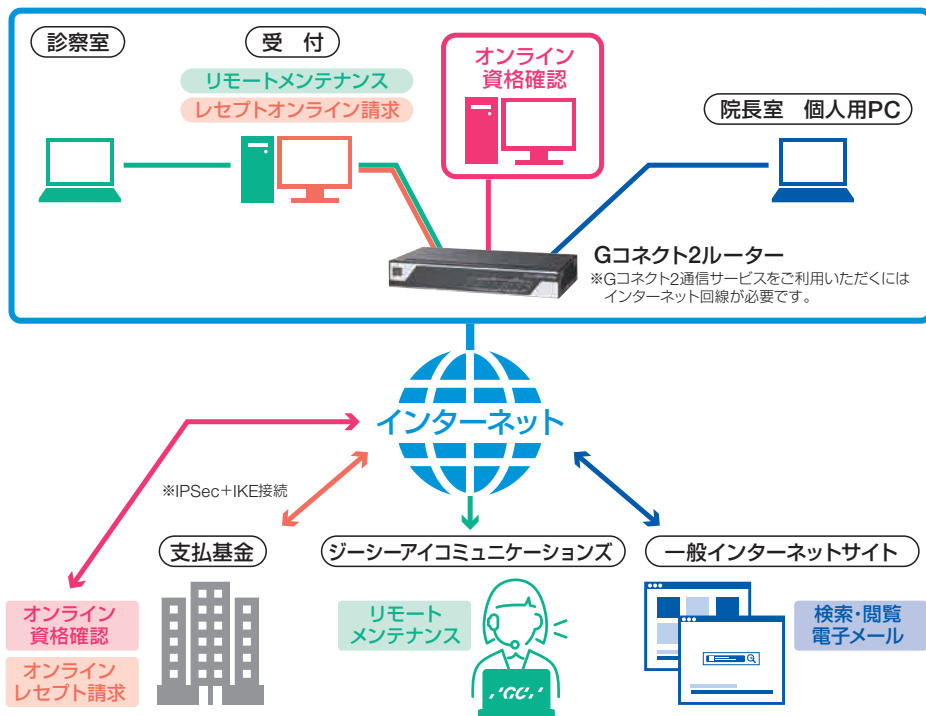 診察室
受　付
リモートメンテナンス
レセプトオンライン請求
オンライン
資格確認
院長室　個人用PC
Gコネクト2ルーター
※Gコネクト2通信サービスをご利用いただくには
インターネット回線が必要です。
インターネット
※IPSec+IKE接続
支払基金
ジーシーアイコミュニケーションズ
一般インターネットサイト
オンライン
資格確認
オンライン
レセプト請求
リモート
メンテナンス
'GC'
検索・閲覧
電子メール